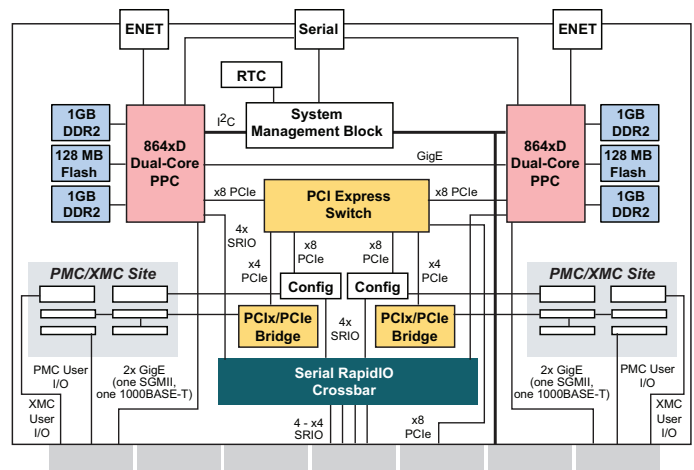 ENET
Serial
ENET
RTC
1GB
DDR2
128 MB
Flash
1GB
DDR2
864xD
Dual-Core
PPC
I2C
System
Management Block
GigE
864xD
Dual-Core
PPC
1GB
DDR2
128 MB
Flash
1GB
DDR2
x8 PCIe
PCI Express
Switch
x8 PCIe
4x
SRIO
x4
PCIe
x8
PCIe
x8
PCIe
x4
PCIe
PMC/XMC Site
Config
Config
PMC/XMC Site
PCIx/PCIe
Bridge
4x
SRIO
PCIx/PCIe
Bridge
Serial RapidIO
Crossbar
PMC User
I/O
XMC
User
I/O
2x GigE
(one SGMII,
one 1000BASE-T)
4 - x4
SRIO
x8
PCIe
2x GigE
(one SGMII,
one 1000BASE-T)
PMC User
I/O
XMC
User
I/O